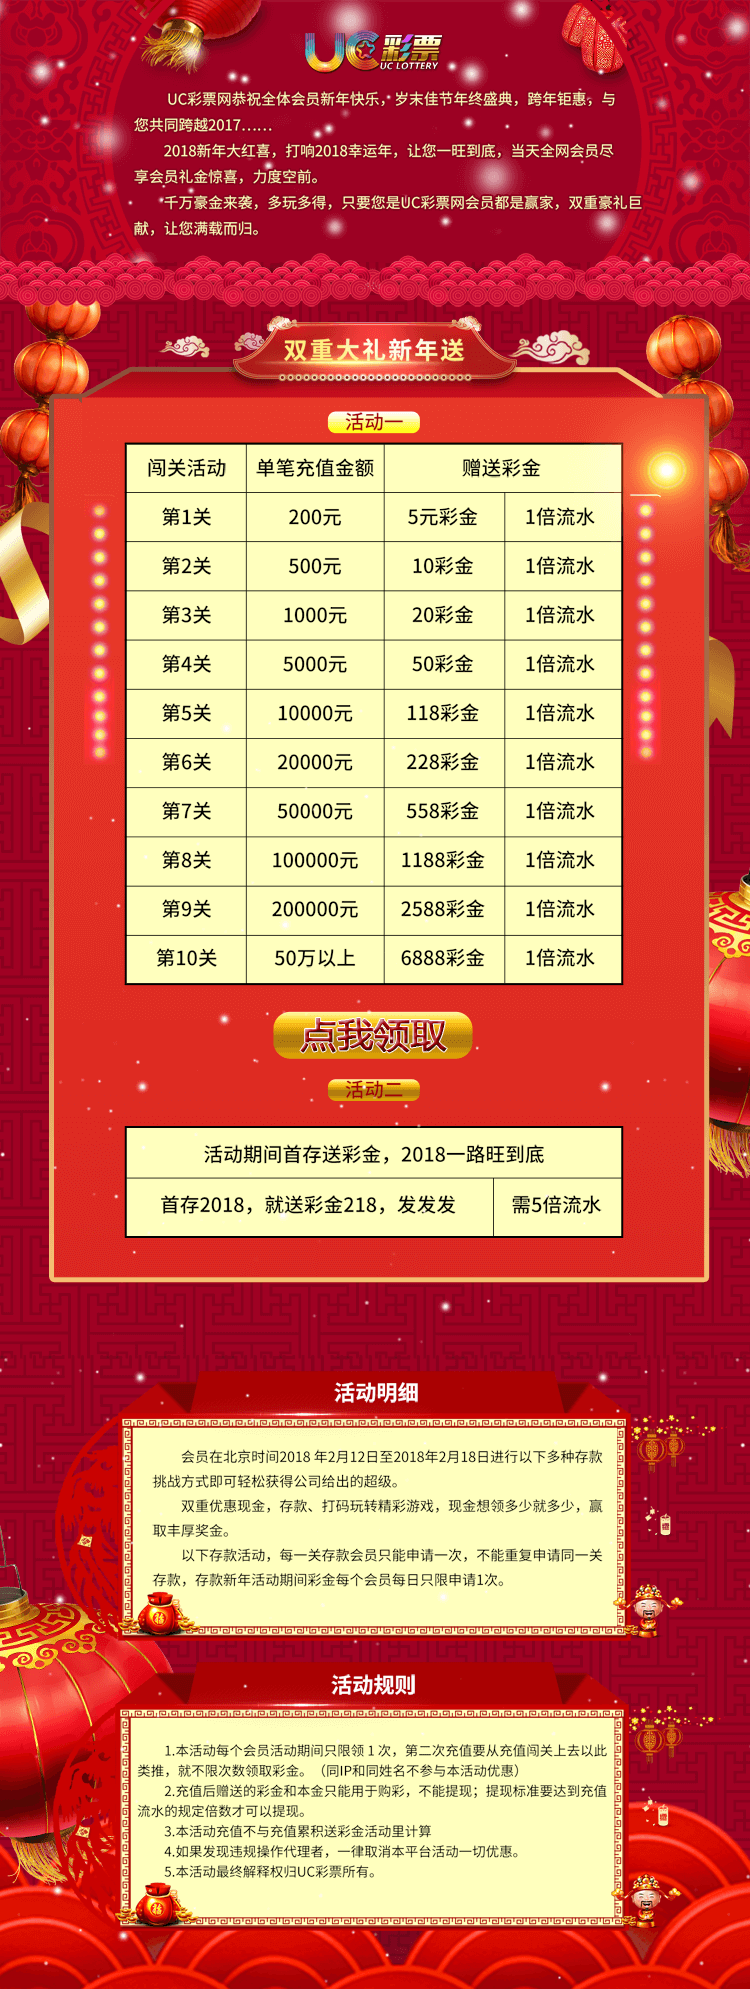 UC彩票
UC LOTTERY
UC彩票网恭祝全体会员新年快乐，岁末佳节年终盛典，跨年钜惠，与
您共同跨越2017……
2018新年大红喜，打响2018幸运年，让您一旺到底，当天全网会员尽
享会员礼金惊喜，力度空前。
千万豪金来袭，多玩多得，只要您是UC彩票网会员都是赢家，双重豪礼巨
献，让您满载而归。
双重大礼新年送
活动一
闯关活动 单笔充值金额 赠送彩金
第1关 200元 5元彩金 1倍流水
第2关 500元 10彩金 1倍流水
第3关 1000元 20彩金 1倍流水
第4关 5000元 50彩金 1倍流水
第5关 10000元 118彩金 1倍流水
第6关 20000元 228彩金 1倍流水
第7关 50000元 558彩金 1倍流水
第8关 100000元 1188彩金 1倍流水
第9关 200000元 2588彩金 1倍流水
第10关 50万以上 6888彩金 1倍流水
点我领取
活动二
活动期间首存送彩金，2018一路旺到底
首存2018，就送彩金218，发发发 需5倍流水
活动明细
会员在北京时间2018 年2月12日至2018年2月18日进行以下多种存款
挑战方式即可轻松获得公司给出的超级。
双重优惠现金，存款、打码玩转精彩游戏，现金想领多少就多少，赢
取丰厚奖金。
以下存款活动，每一关存款会员只能申请一次，不能重复申请同一关
存款，存款新年活动期间彩金每个会员每日只限申请1次。
福
活动规则
1.本活动每个会员活动期间只限领 1 次，第二次充值要从充值闯关上去以此
类推，就不限次数领取彩金。（同IP和同姓名不参与本活动优惠）
2.充值后赠送的彩金和本金只能用于购彩，不能提现；提现标准要达到充值
流水的规定倍数才可以提现。
3.本活动充值不与充值累积送彩金活动里计算
4.如果发现违规操作代理者，一律取消本平台活动一切优惠。
5.本活动最终解释权归UC彩票所有。
福